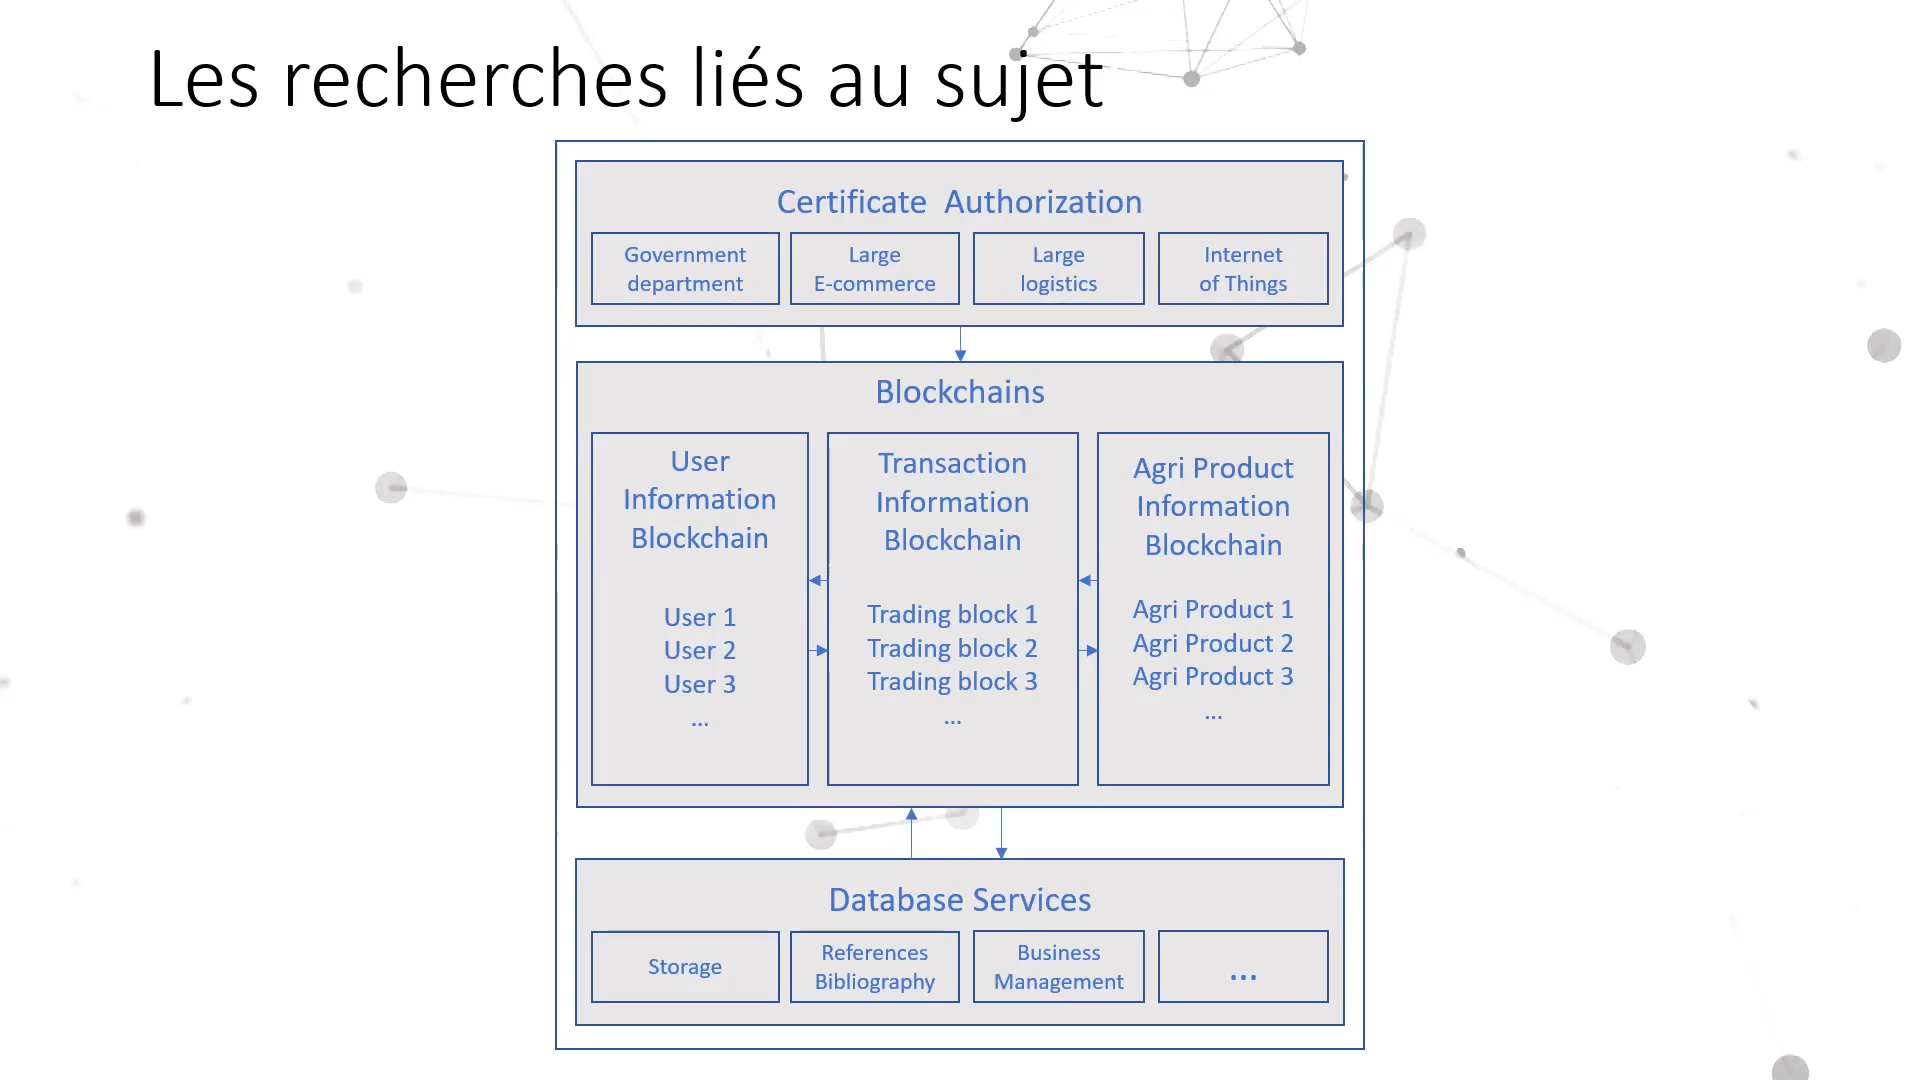 Les recherches liés au sujet
Certificate Authorization
Government
department
Large
E-commerce
Large
logistics
Internet
of Things
Blockchains
User
Information
Blockchain
User 1
User 2
User 3
...
Transaction
Information
Blockchain
Trading block 1
Trading block 2
Trading block 3
...
Agri Product
Information
Blockchain
Agri Product 1
Agri Product 2
Agri Product 3
...
Database Services
Storage
References
Bibliography
Business
Management
...